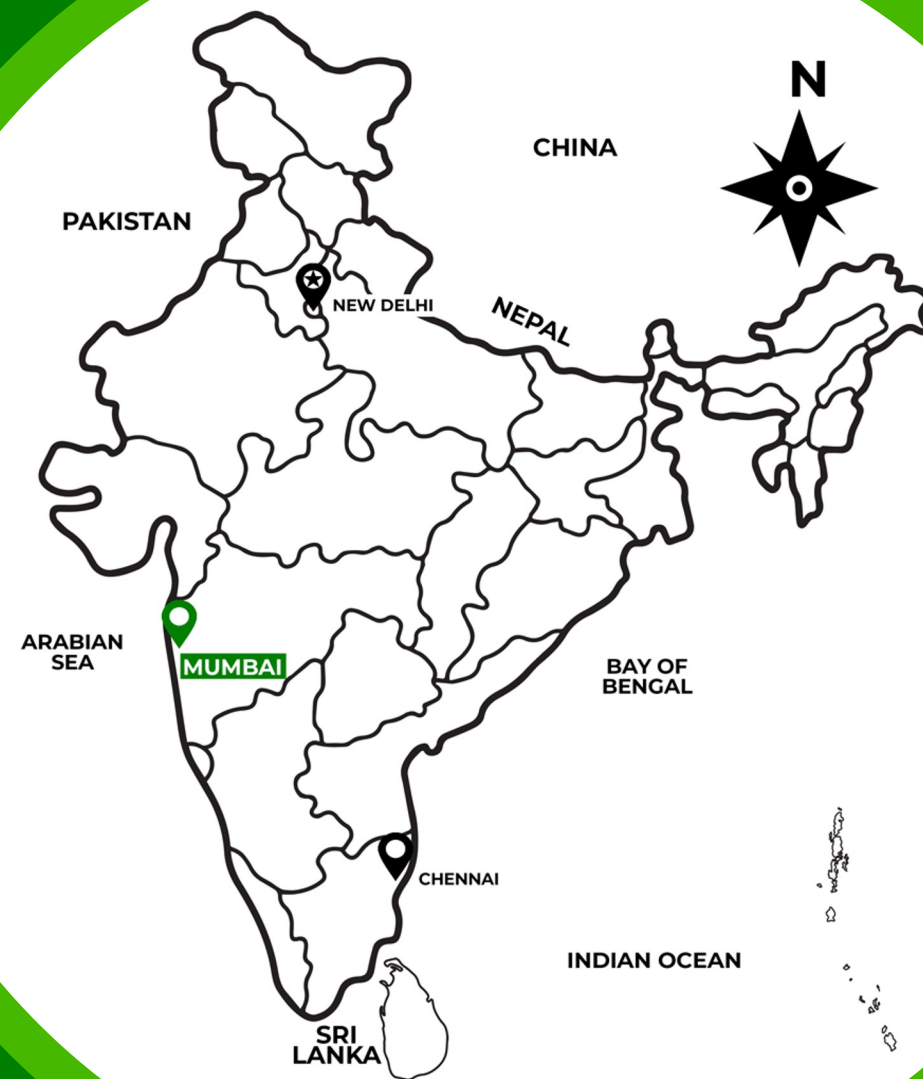 N
CHINA
PAKISTAN
NEW DELHI
NEPAL
ARABIAN
SEA
MUMBAI
BAY OF
BENGAL
CHENNAI
INDIAN OCEAN
SRI
LANKA